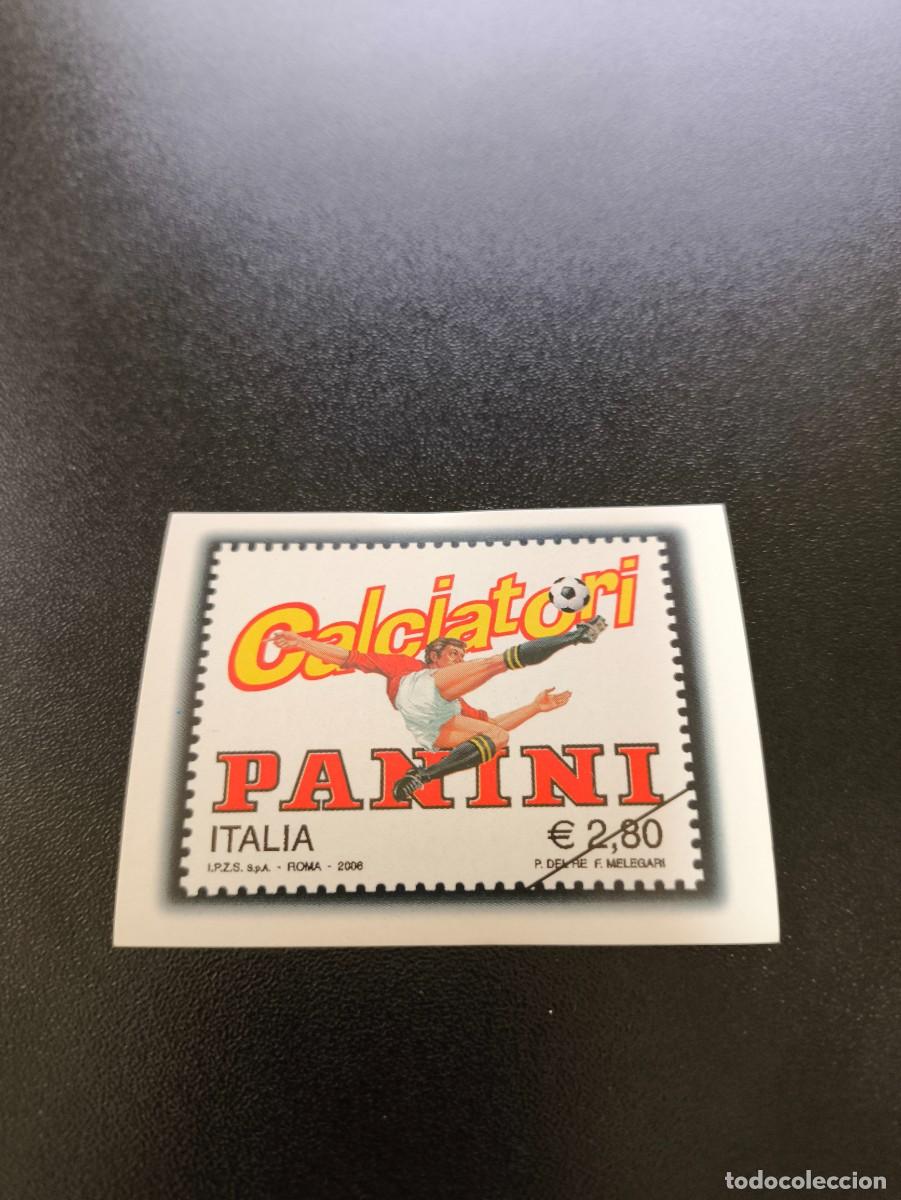 Calciatori
PANINI
ITALIA € 2,80
I.P.Z.S. S.p.A. - ROMA - 2006 P. DEL RE F. MELEGARI
todocoleccion